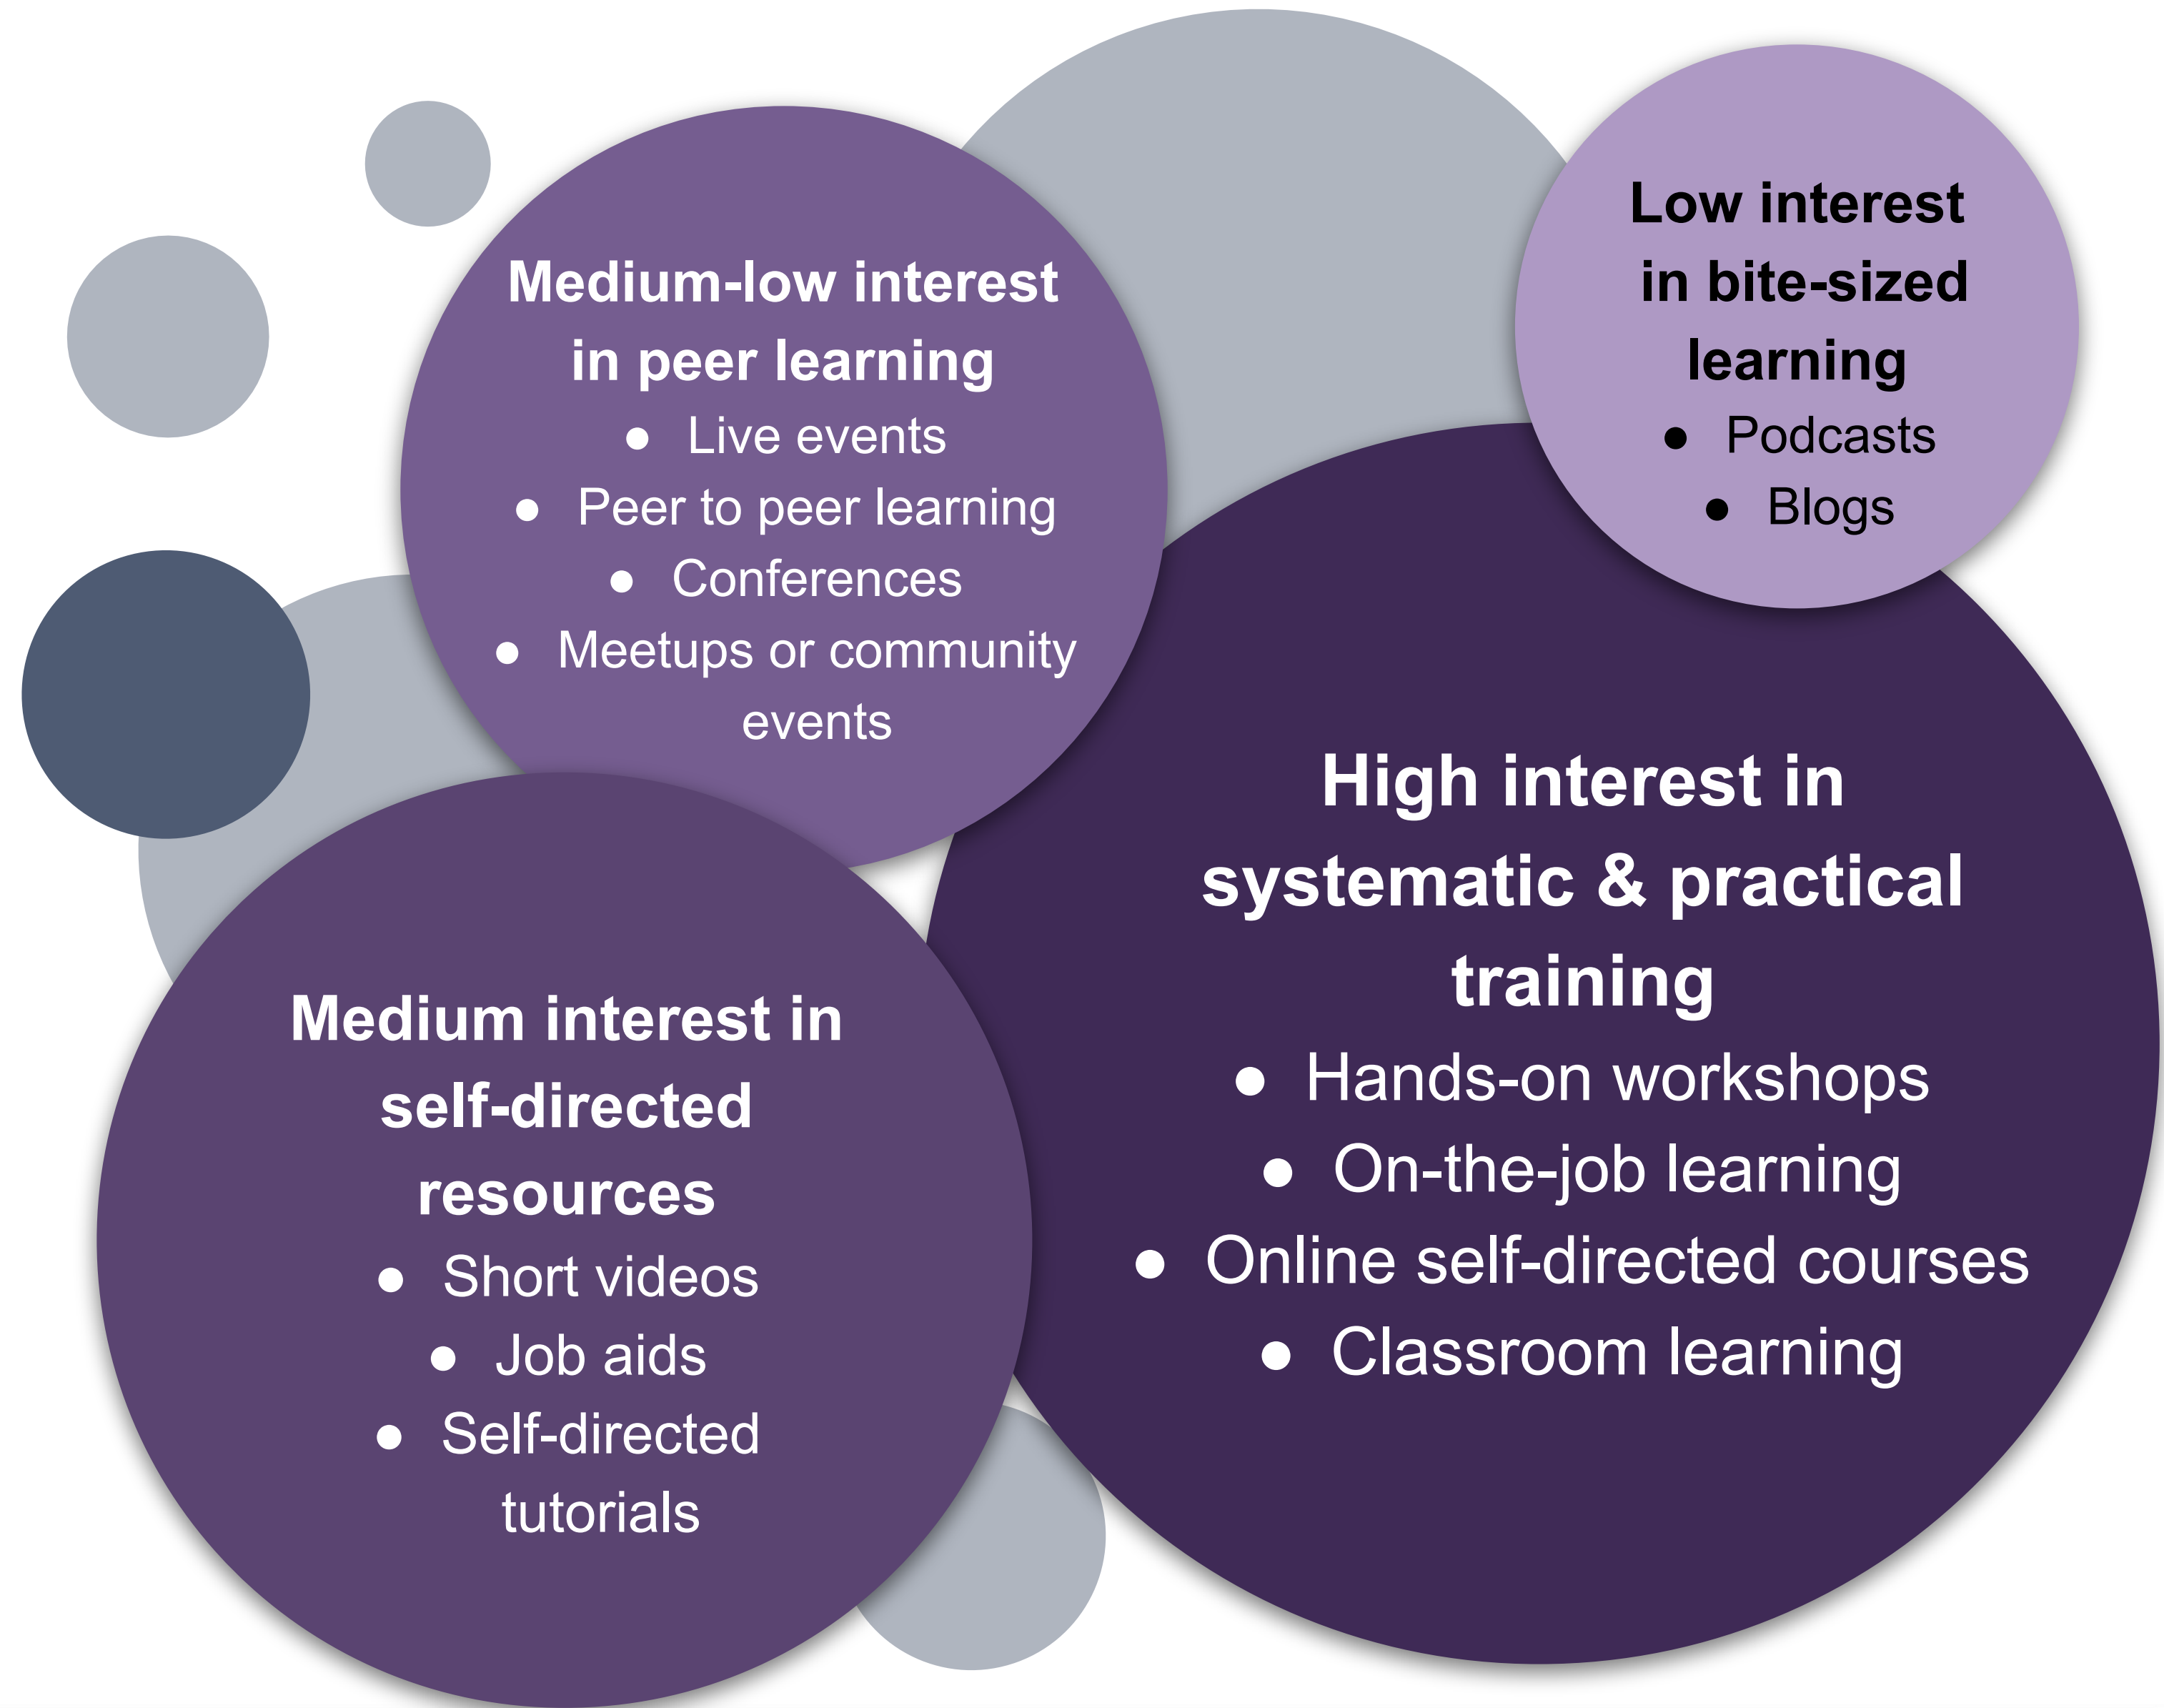 Medium-low interest
in peer learning
● Live events
● Peer to peer learning
● Conferences
● Meetups or community
events
Low interest
in bite-sized
learning
● Podcasts
● Blogs
Medium interest in
self-directed
resources
● Short videos
● Job aids
● Self-directed
tutorials
High interest in
systematic & practical
training
● Hands-on workshops
● On-the-job learning
● Online self-directed courses
● Classroom learning